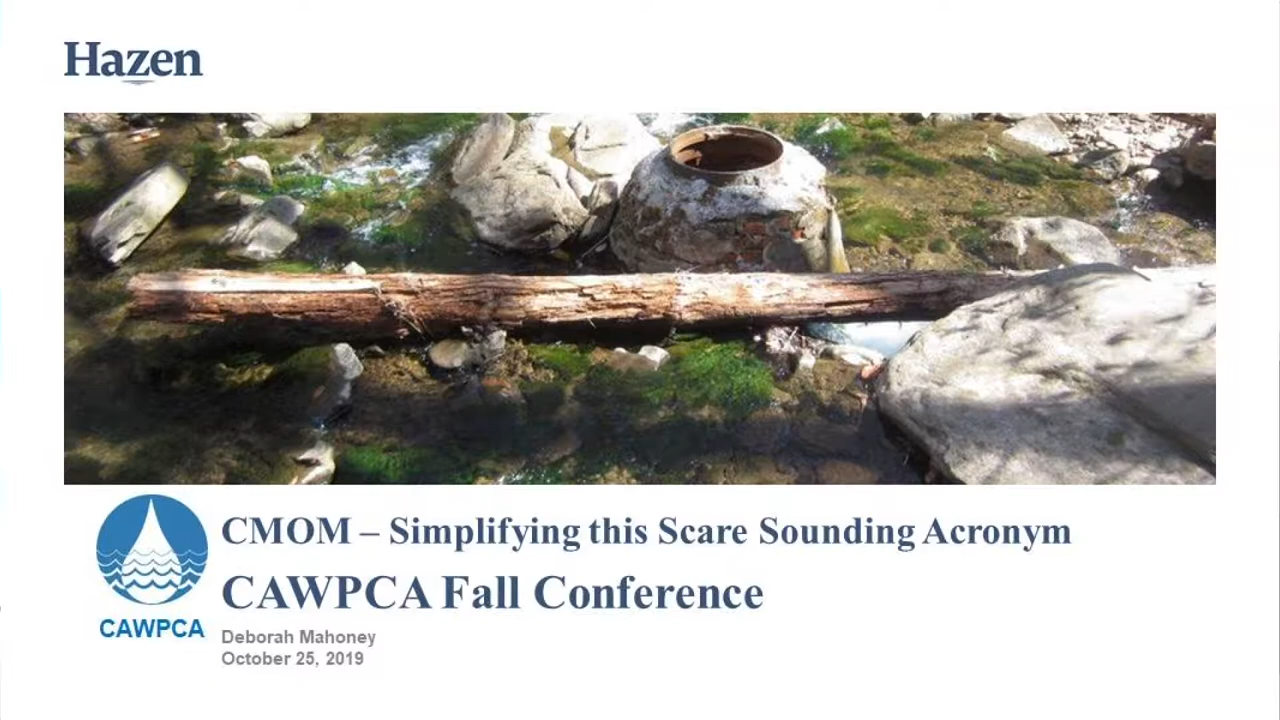 Hazen
CMOM – Simplifying this Scare Sounding Acronym
CAWPCA Fall Conference
CAWPCA
Deborah Mahoney
October 25, 2019